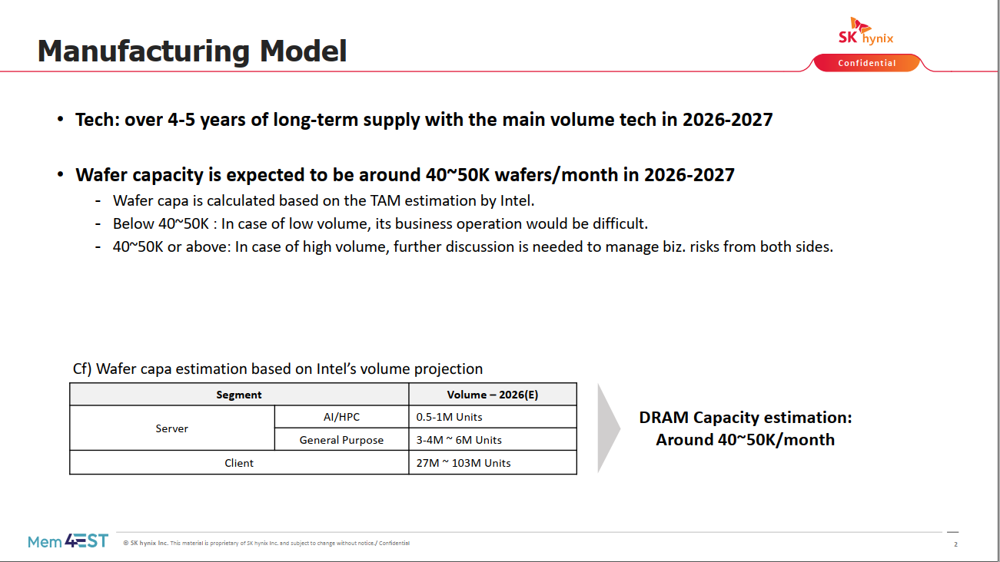 Manufacturing Model
SK hynix
Confidential
• Tech: over 4-5 years of long-term supply with the main volume tech in 2026-2027
• Wafer capacity is expected to be around 40~50K wafers/month in 2026-2027
- Wafer capa is calculated based on the TAM estimation by Intel.
- Below 40~50K : In case of low volume, its business operation would be difficult.
- 40~50K or above: In case of high volume, further discussion is needed to manage biz. risks from both sides.
Cf) Wafer capa estimation based on Intel’s volume projection
Segment Volume – 2026(E)
Server AI/HPC 0.5-1M Units
General Purpose 3-4M ~ 6M Units
Client 27M ~ 103M Units
DRAM Capacity estimation:
Around 40~50K/month
Mem4EST
© SK hynix Inc. This material is proprietary of SK hynix Inc. and subject to change without notice./ Confidential
2